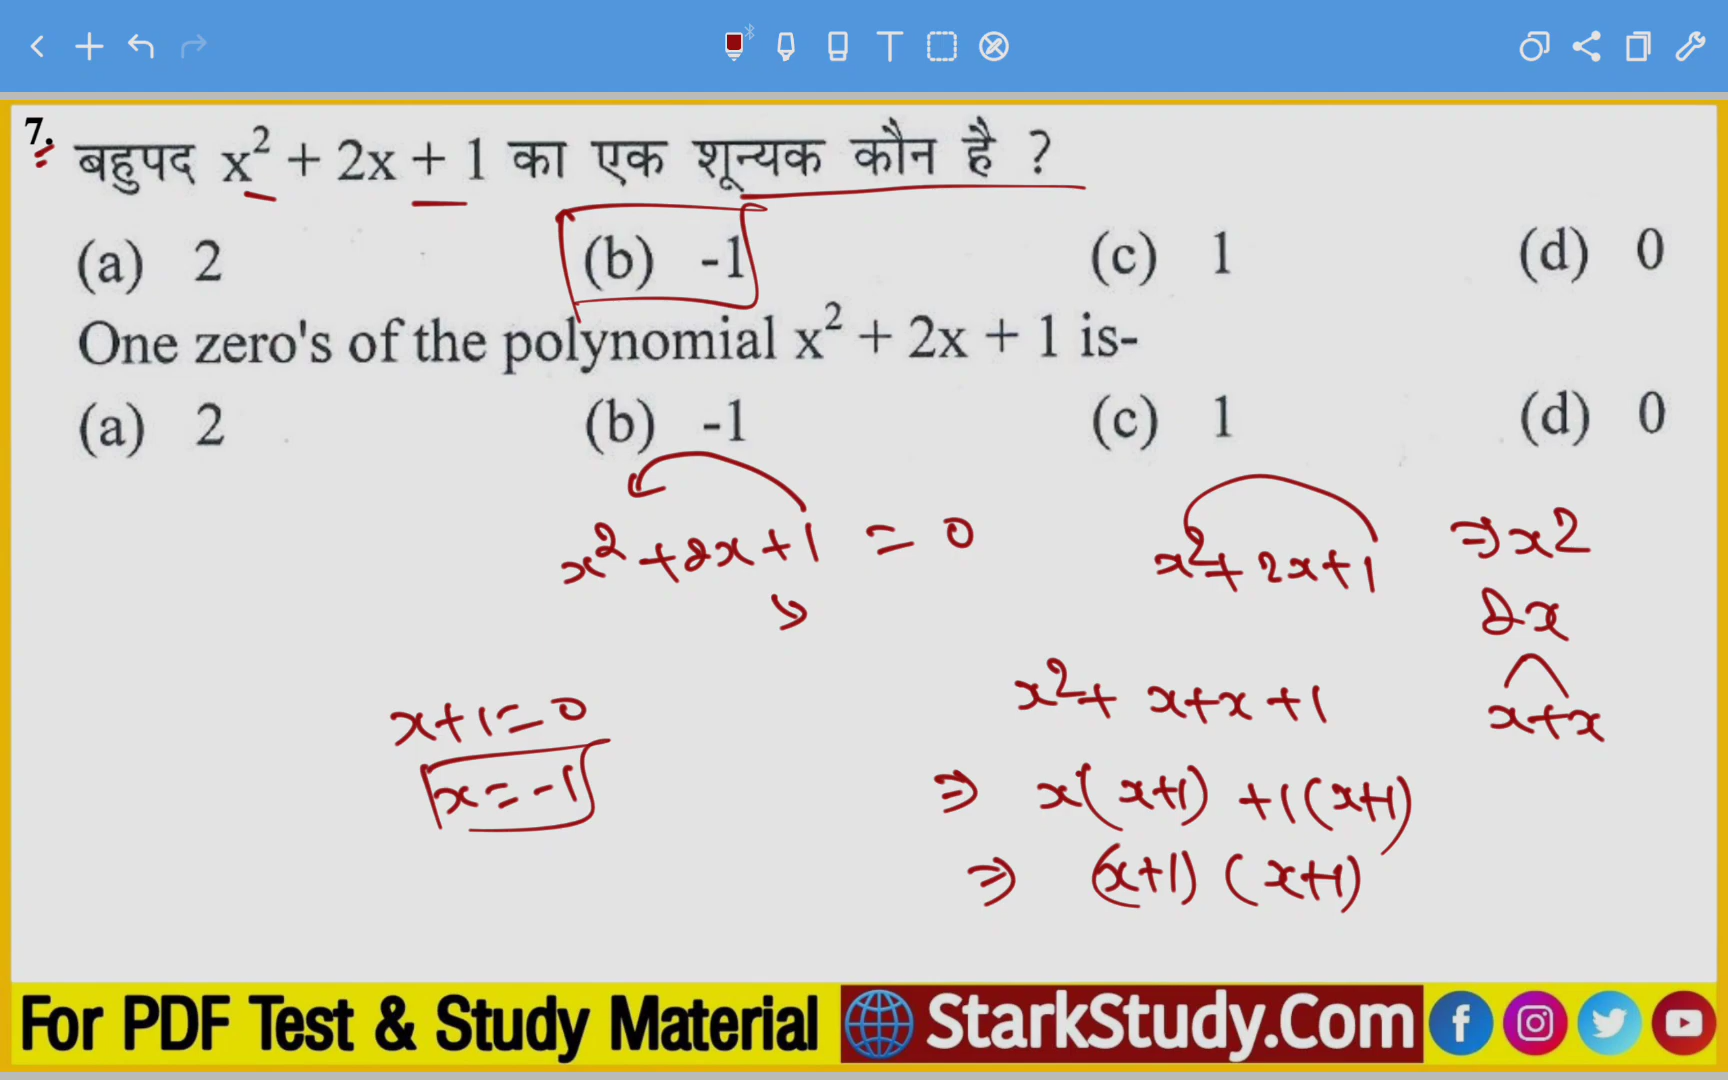 7. बहुपद x² + 2x + 1 का एक शून्यक कौन है ?
(a) 2 (b) -1 (c) 1 (d) 0
One zero's of the polynomial x² + 2x + 1 is-
(a) 2 (b) -1 (c) 1 (d) 0
x² + 2x + 1 = 0
x² + 2x + 1
⇒ x2
2x
x+x
x² + x + x + 1
x+1=0
x=-1
⇒ x(x+1) +1(x+1)
⇒ (x+1) (x+1)
For PDF Test & Study Material StarkStudy.Com